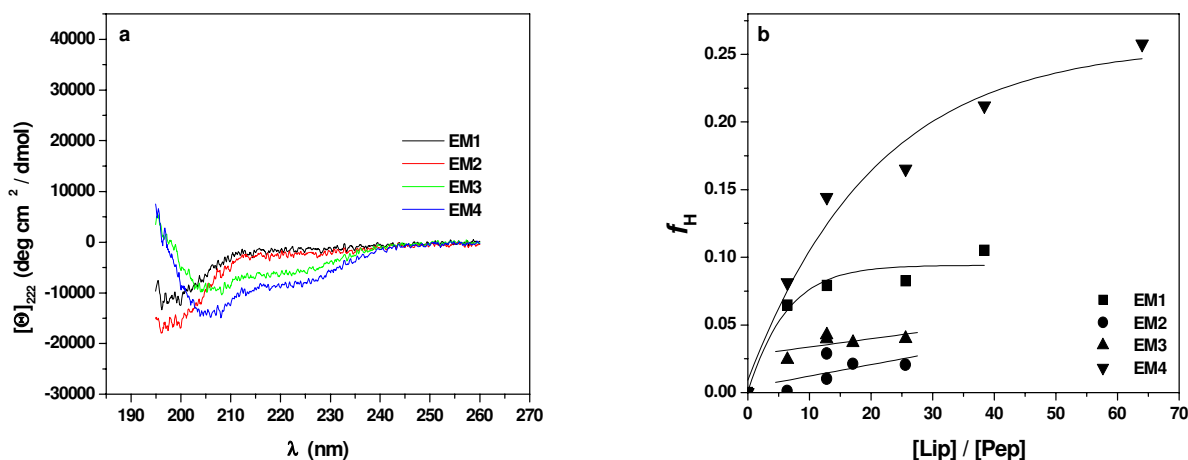 a
40000
30000
20000
10000
0
-10000
-20000
-30000
[Θ]222 (deg cm 2 / dmol)
EM1
EM2
EM3
EM4
190 200 210 220 230 240 250 260 270
λ (nm)
b
0.25
0.20
0.15
0.10
0.05
0.00
fH
EM1
EM2
EM3
EM4
0 10 20 30 40 50 60 70
[Lip] / [Pep]